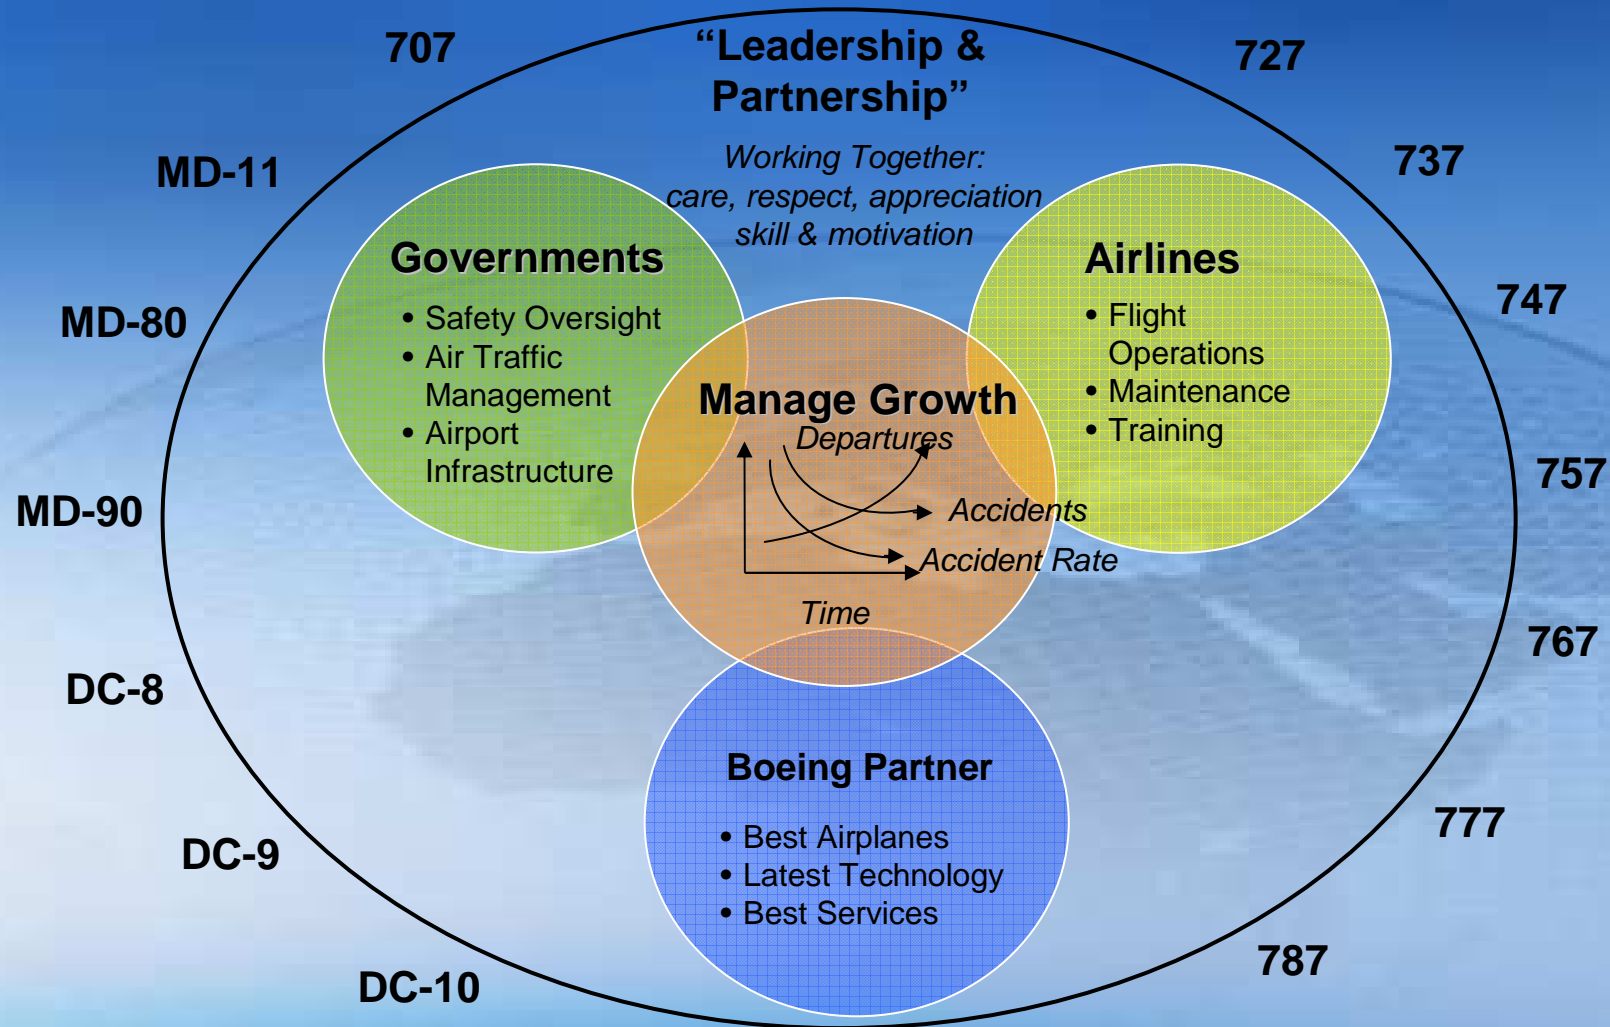 707
“Leadership &
Partnership”
727
Working Together:
care, respect, appreciation
skill & motivation
737
MD-11
Governments
• Safety Oversight
• Air Traffic
Management
• Airport
Infrastructure
Airlines
• Flight
Operations
• Maintenance
• Training
747
MD-80
Manage Growth
Departures
Accidents
Accident Rate
Time
757
MD-90
767
DC-8
Boeing Partner
• Best Airplanes
• Latest Technology
• Best Services
777
DC-9
787
DC-10